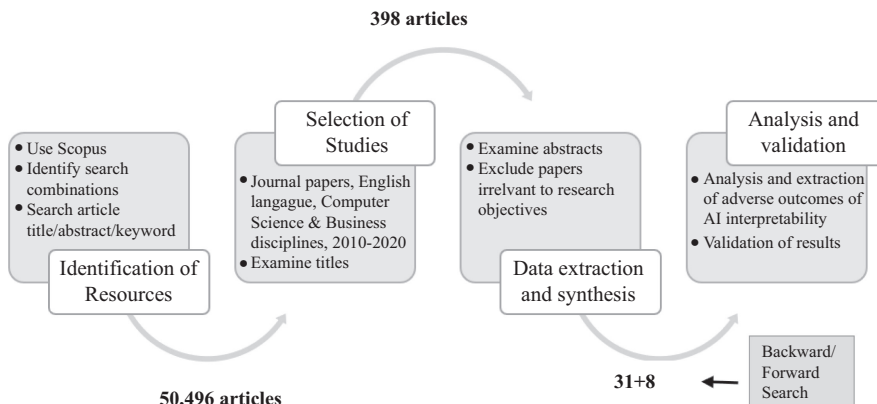 398 articles
• Use Scopus
• Identify search
combinations
• Search article
title/abstract/keyword
Identification of
Resources
50,496 articles
Selection of
Studies
• Journal papers, English
langague, Computer
Science & Business
disciplines, 2010-2020
• Examine titles
• Examine abstracts
• Exclude papers
irrelvant to research
objectives
Data extraction
and synthesis
31+8
Analysis and
validation
• Analysis and extraction
of adverse outcomes of
AI interpretability
• Validation of results
Backward/
Forward
Search